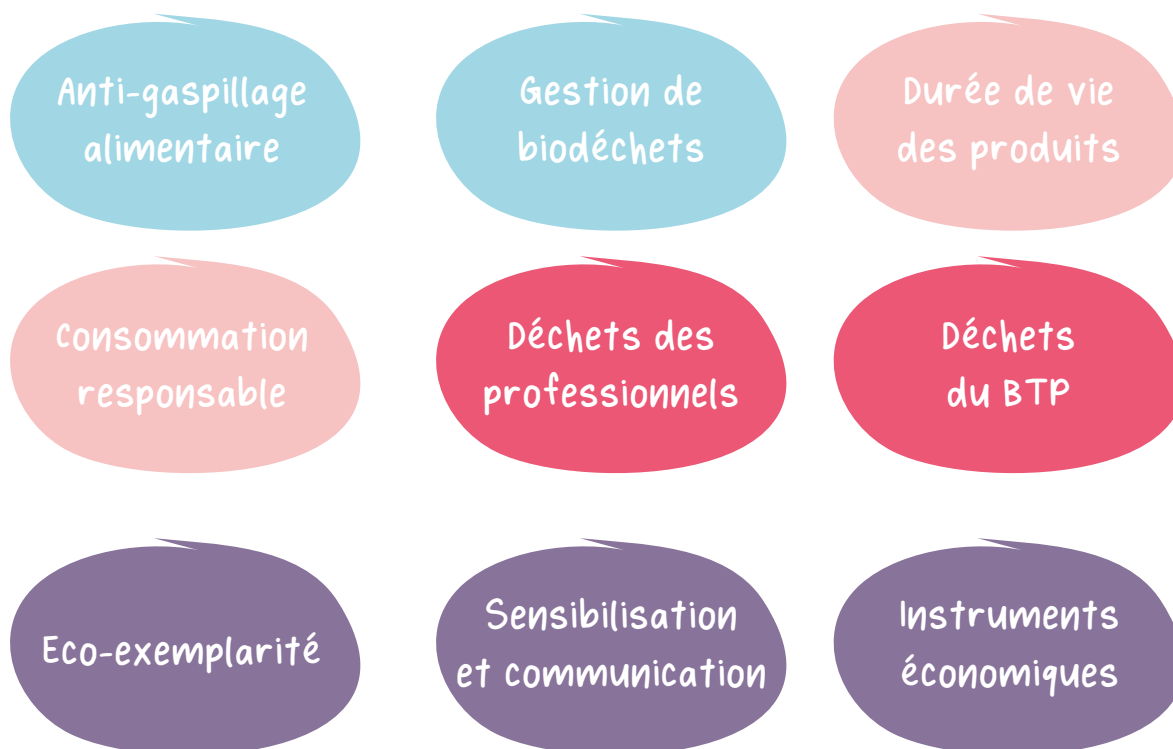 Anti-gaspillage
alimentaire
Gestion de
biodéchets
Durée de vie
des produits
Consommation
responsable
Déchets des
professionnels
Déchets
du BTP
Eco-exemplarité
Sensibilisation
et communication
Instruments
économiques